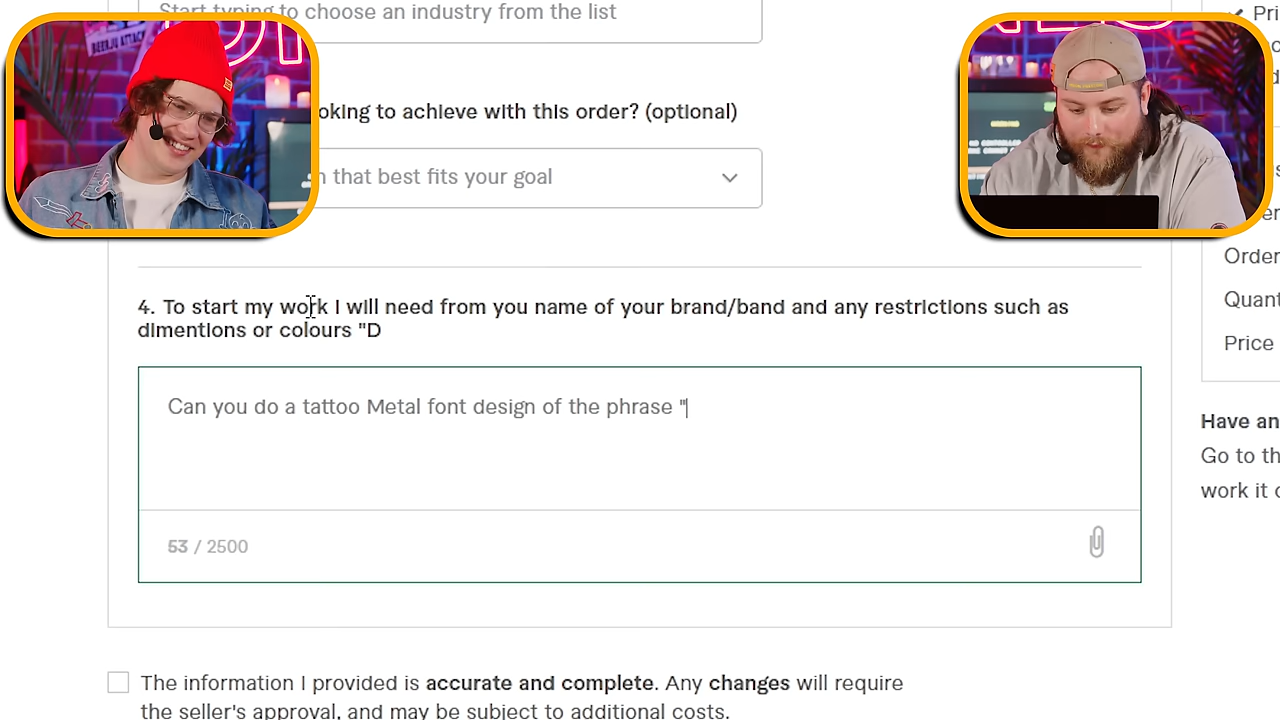 Start typing to choose an industry from the list
oking to achieve with this order? (optional)
n that best fits your goal
4. To start my work I will need from you name of your brand/band and any restrictions such as
dimentions or colours "D
Can you do a tattoo Metal font design of the phrase "
53 / 2500
The information I provided is accurate and complete. Any changes will require
the seller's approval, and may be subject to additional costs.
Pri
Order
Quant
Price
Have an
Go to th
work it c